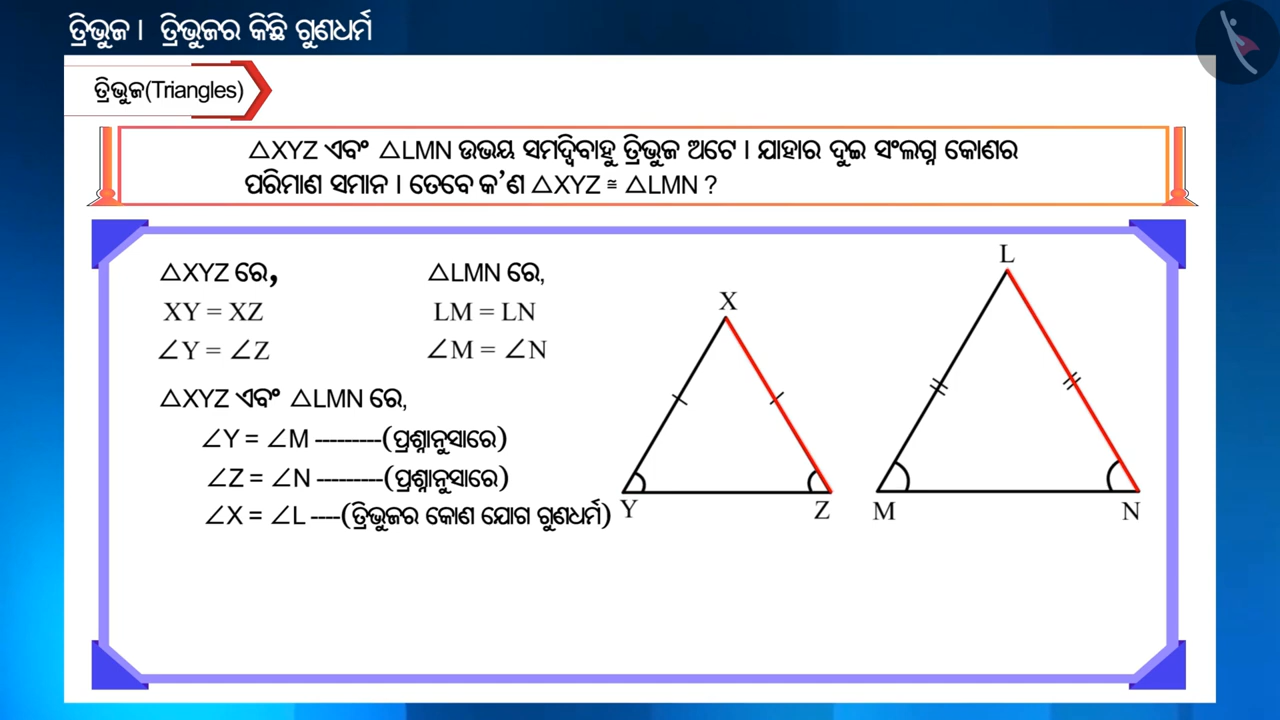 ତ୍ରିଭୁଜ । ତ୍ରିଭୁଜର କିଛି ଗୁଣଧର୍ମ
ତ୍ରିଭୁଜ(Triangles)
△XYZ ଏବଂ △LMN ଉଭୟ ସମଦ୍ୱିବାହୁ ତ୍ରିଭୁଜ ଅଟେ । ଯାହାର ଦୁଇ ସଂଲଗ୍ନ କୋଣର
ପରିମାଣ ସମାନ । ତେବେ କ'ଣ △XYZ ≅ △LMN ?
△XYZ ରେ,
XY = XZ
∠Y = ∠Z
△LMN ରେ,
LM = LN
∠M = ∠N
△XYZ ଏବଂ △LMN ରେ,
∠Y = ∠M ---------(ପ୍ରଶ୍ନାନୁସାରେ)
∠Z = ∠N ---------(ପ୍ରଶ୍ନାନୁସାରେ)
∠X = ∠L ----(ତ୍ରିଭୁଜର କୋଣ ଯୋଗ ଗୁଣଧର୍ମ)
X
Y
Z
L
M
N